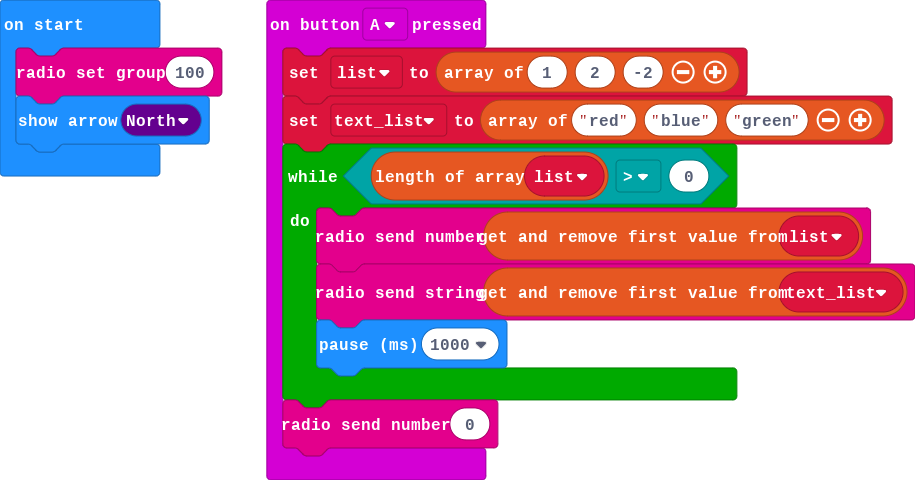 on start
radio set group 100
show arrow North
on button A pressed
set list to array of 1 2 -2
set text_list to array of "red" "blue" "green"
while length of array list > 0
do
radio send number get and remove first value from list
radio send string get and remove first value from text_list
pause (ms) 1000
radio send number 0